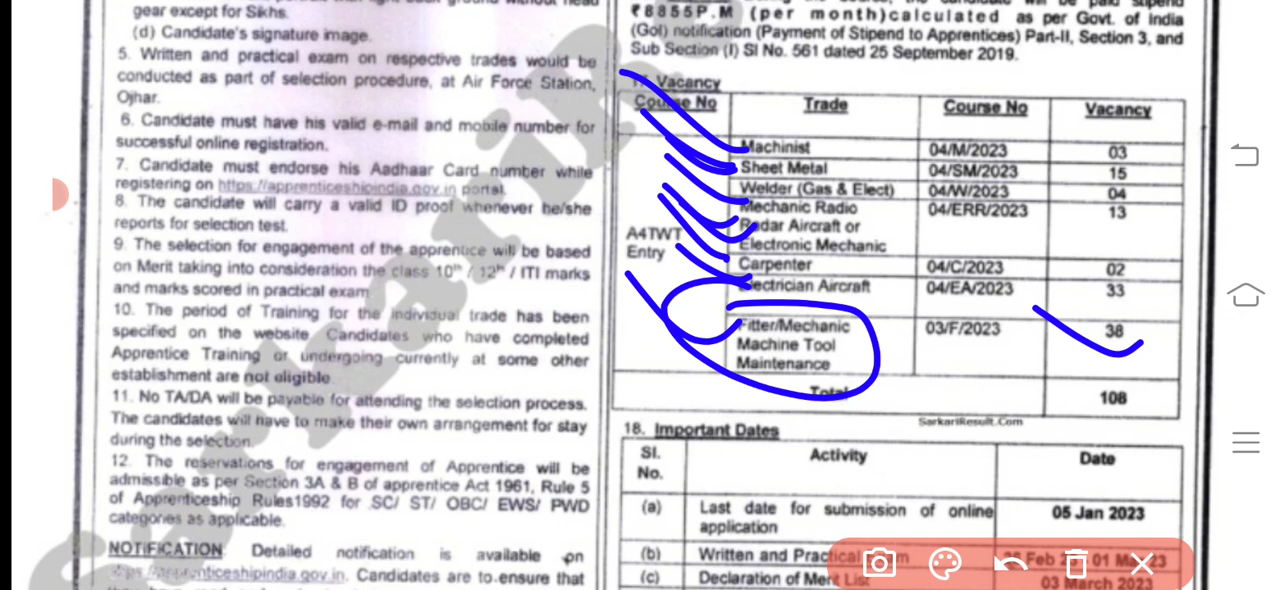 gear except for Sikhs.
(d) Candidate's signature image.
5. Written and practical exam on respective trades would be
conducted as part of selection procedure, at Air Force Station,
Ojhar.
6. Candidate must have his valid e-mail and mobile number for
successful online registration.
7. Candidate must endorse his Aadhaar Card number while
registering on https://apprenticeshipindia.gov.in portal.
8. The candidate will carry a valid ID proof whenever he/she
reports for selection test.
9. The selection for engagement of the apprentice will be based
on Merit taking into consideration the class 10th / 12th / ITI marks
and marks scored in practical exam
10. The period of Training for the individual trade has been
specified on the website. Candidates who have completed
Apprentice Training or undergoing currently at some other
establishment are not eligible.
11. No TA/DA will be payable for attending the selection process.
The candidates will have to make their own arrangement for stay
during the selection.
12. The reservations for engagement of Apprentice will be
admissible as per Section 3A & B of apprentice Act 1961, Rule 5
of Apprenticeship Rules1992 for SC/ ST/ OBC/ EWS/ PWD
categories as applicable.
NOTIFICATION: Detailed notification is available on
https://apprenticeshipindia.gov.in. Candidates are to ensure that
₹8855P.M (per month)calculated as per Govt. of India
(GoI) notification (Payment of Stipend to Apprentices) Part-II, Section 3, and
Sub Section (I) SI No. 561 dated 25 September 2019.
Vacancy
Course No Trade Course No Vacancy
Machinist 04/M/2023 03
Sheet Metal 04/SM/2023 15
Welder (Gas & Elect) 04/W/2023 04
Mechanic Radio 04/ERR/2023 13
A4TWT Radar Aircraft or
Entry Electronic Mechanic
Carpenter 04/C/2023 02
Electrician Aircraft 04/EA/2023 33
Fitter/Mechanic 03/F/2023 38
Machine Tool
Maintenance
Total 108
SarkariResult.Com
18. Important Dates
Sl. No. Activity Date
(a) Last date for submission of online 05 Jan 2023
application
(b) Written and Practical
(c) Declaration of Merit List 03 March 2023